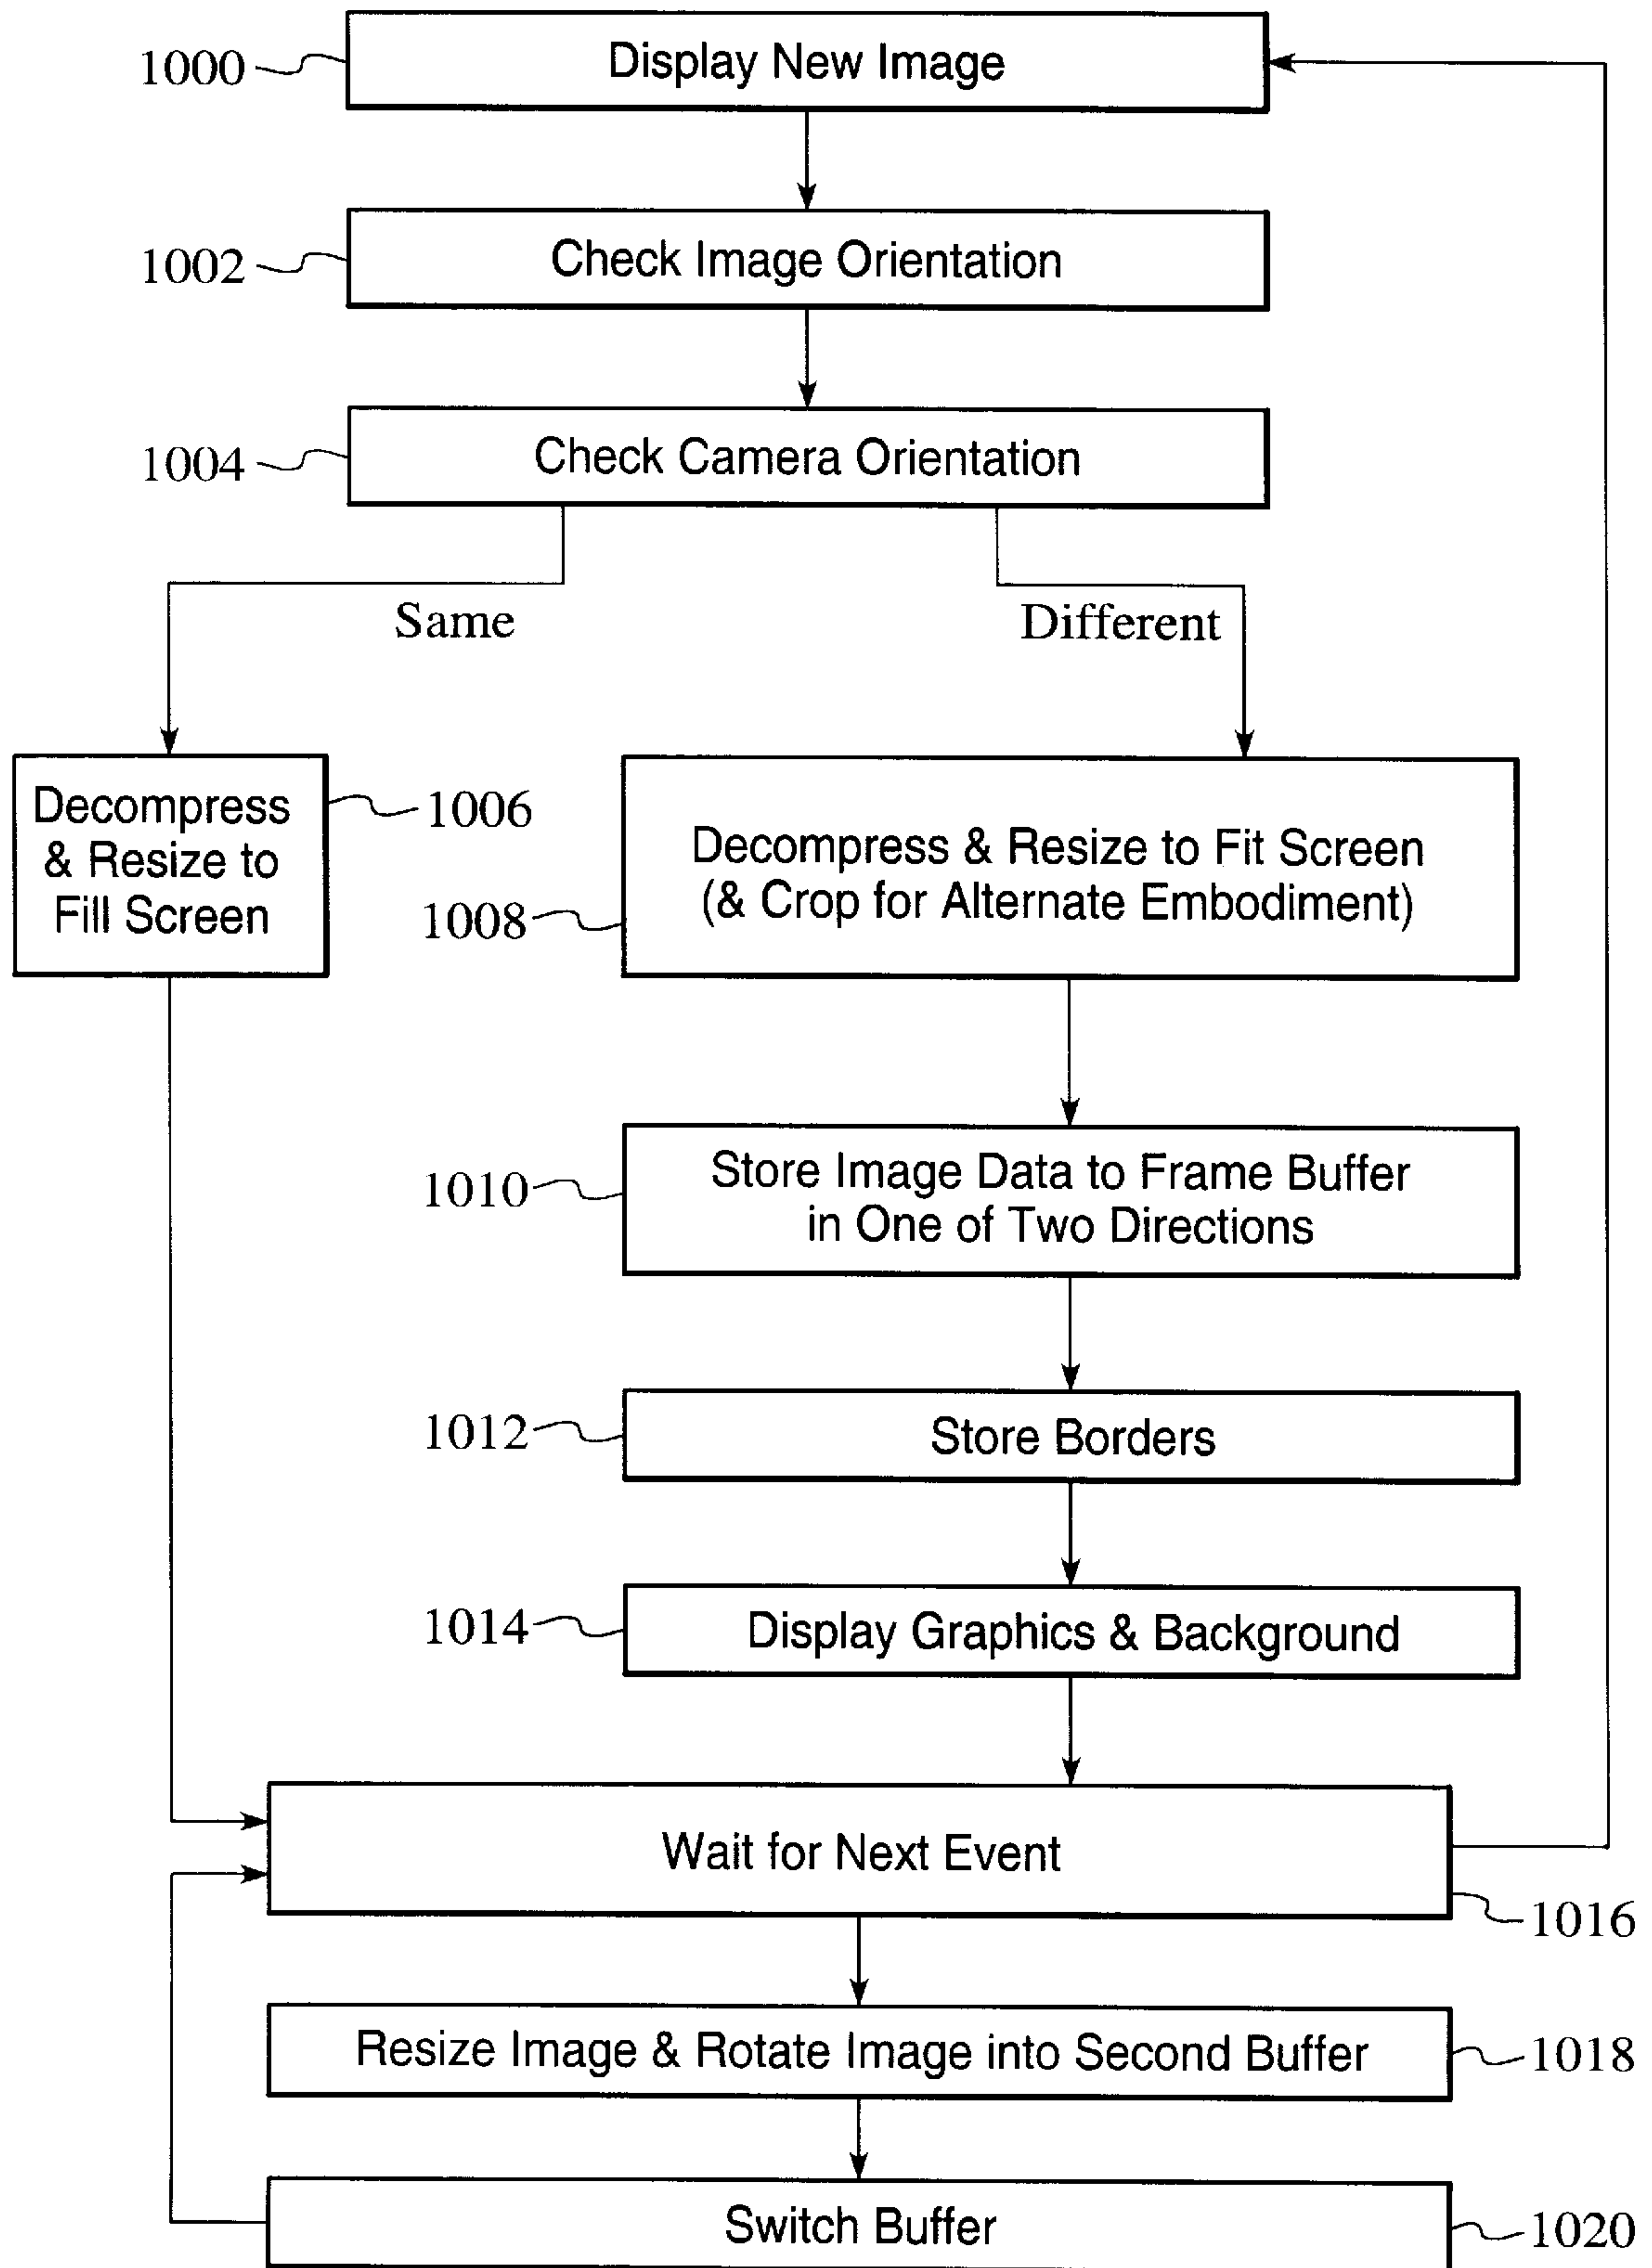 1000
Display New Image
1002
Check Image Orientation
1004
Check Camera Orientation
Same
Different
Decompress
& Resize to
Fill Screen
1006
Decompress & Resize to Fit Screen
(& Crop for Alternate Embodiment)
1008
Store Image Data to Frame Buffer
in One of Two Directions
1010
1012
Store Borders
1014
Display Graphics & Background
Wait for Next Event
1016
Resize Image & Rotate Image into Second Buffer
1018
Switch Buffer
1020